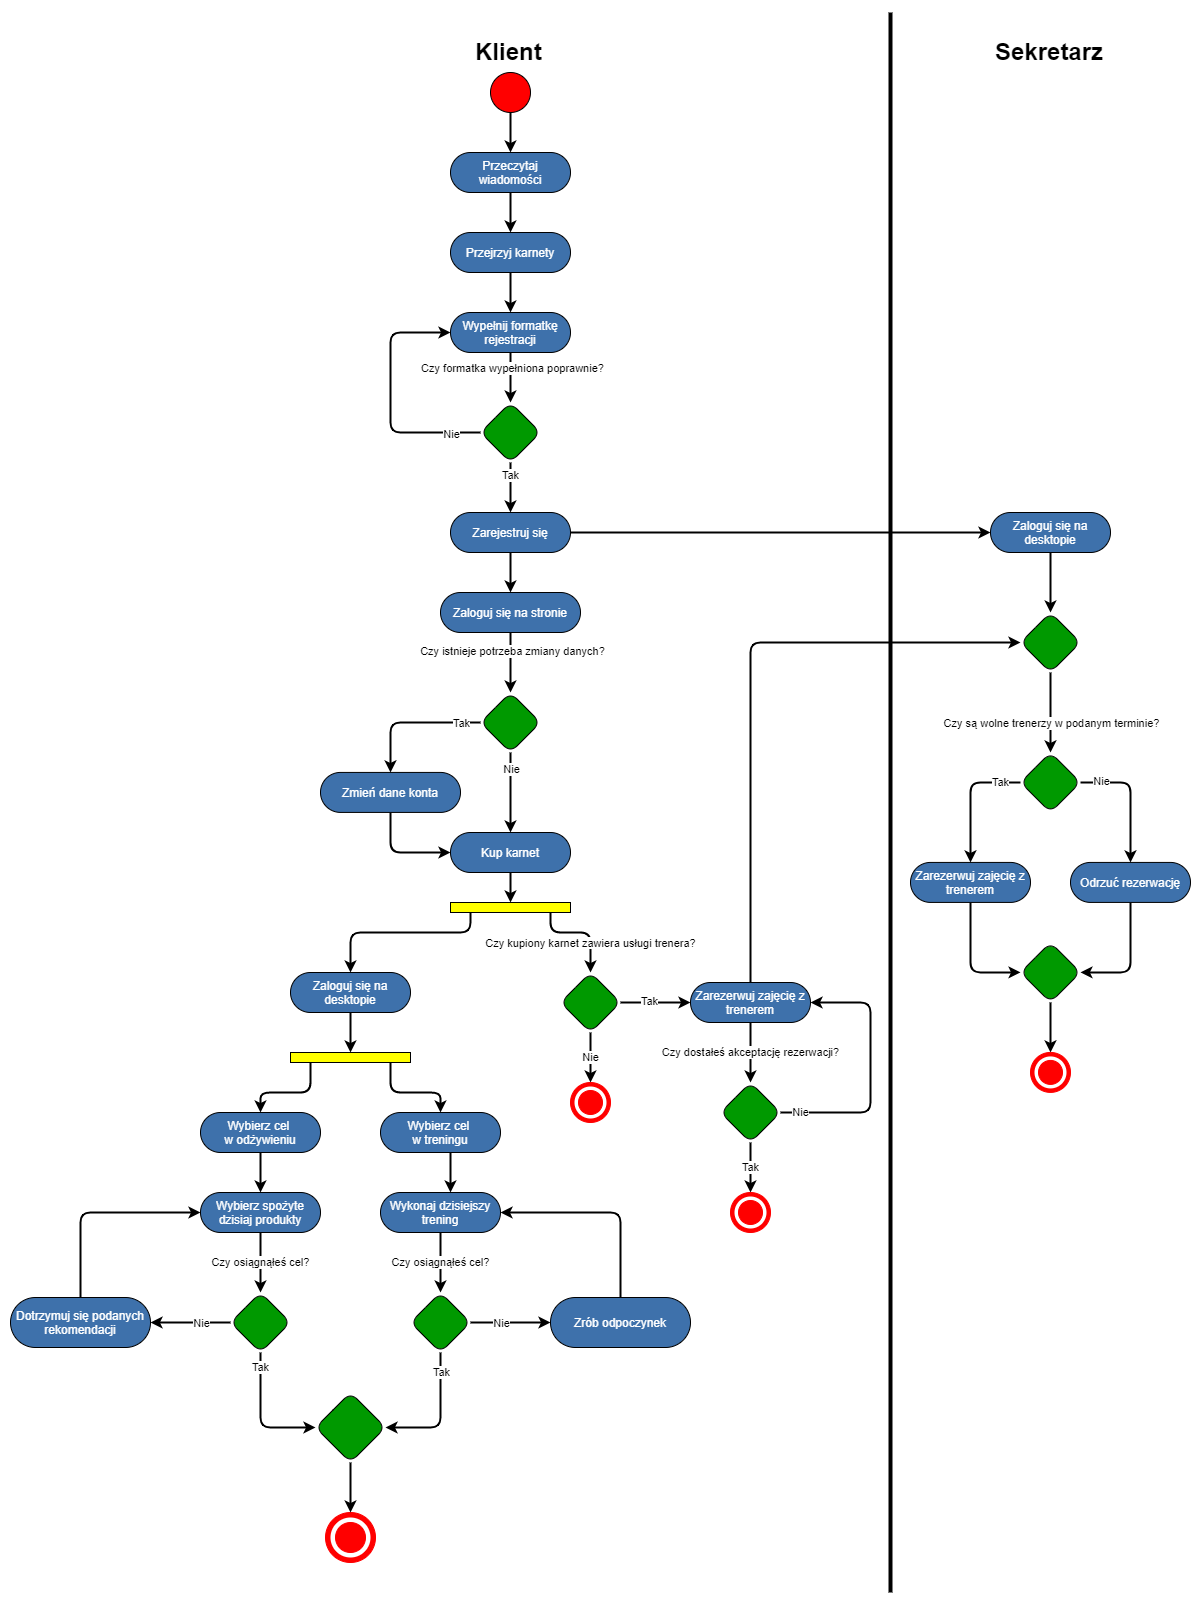 Klient
Sekretarz
Przeczytaj
wiadomości
Przejrzyj karnety
Wypełnij formatkę
rejestracji
Czy formatka wypełniona poprawnie?
Nie
Tak
Zarejestruj się
Zaloguj się na
desktopie
Zaloguj się na stronie
Czy istnieje potrzeba zmiany danych?
Tak
Nie
Czy są wolne trenerzy w podanym terminie?
Tak
Nie
Zmień dane konta
Kup karnet
Zarezerwuj zajęcię z
trenerem
Odrzuć rezerwację
Czy kupiony karnet zawiera usługi trenera?
Zaloguj się na
desktopie
Tak
Zarezerwuj zajęcię z
trenerem
Nie
Czy dostałeś akceptację rezerwacji?
Nie
Tak
Wybierz cel
w odżywieniu
Wybierz cel
w treningu
Wybierz spożyte
dzisiaj produkty
Wykonaj dzisiejszy
trening
Czy osiągnąłeś cel?
Czy osiągnąłeś cel?
Dotrzymuj się podanych
rekomendacji
Nie
Nie
Zrób odpoczynek
Tak
Tak